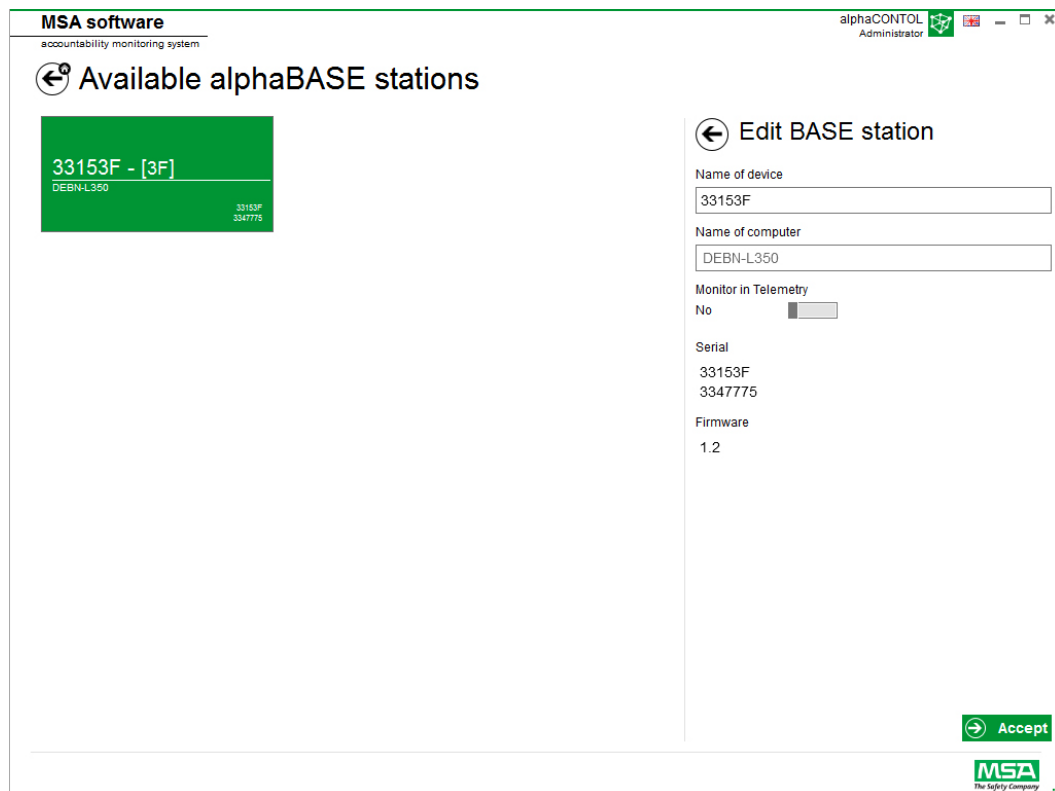 MSA software
accountability monitoring system
alphaCONTOL
Administrator
Available alphaBASE stations
33153F - [3F]
DEBN-L350
33153F
3347775
Edit BASE station
Name of device
33153F
Name of computer
DEBN-L350
Monitor in Telemetry
No
Serial
33153F
3347775
Firmware
1.2
Accept
MSA
The Safety Company